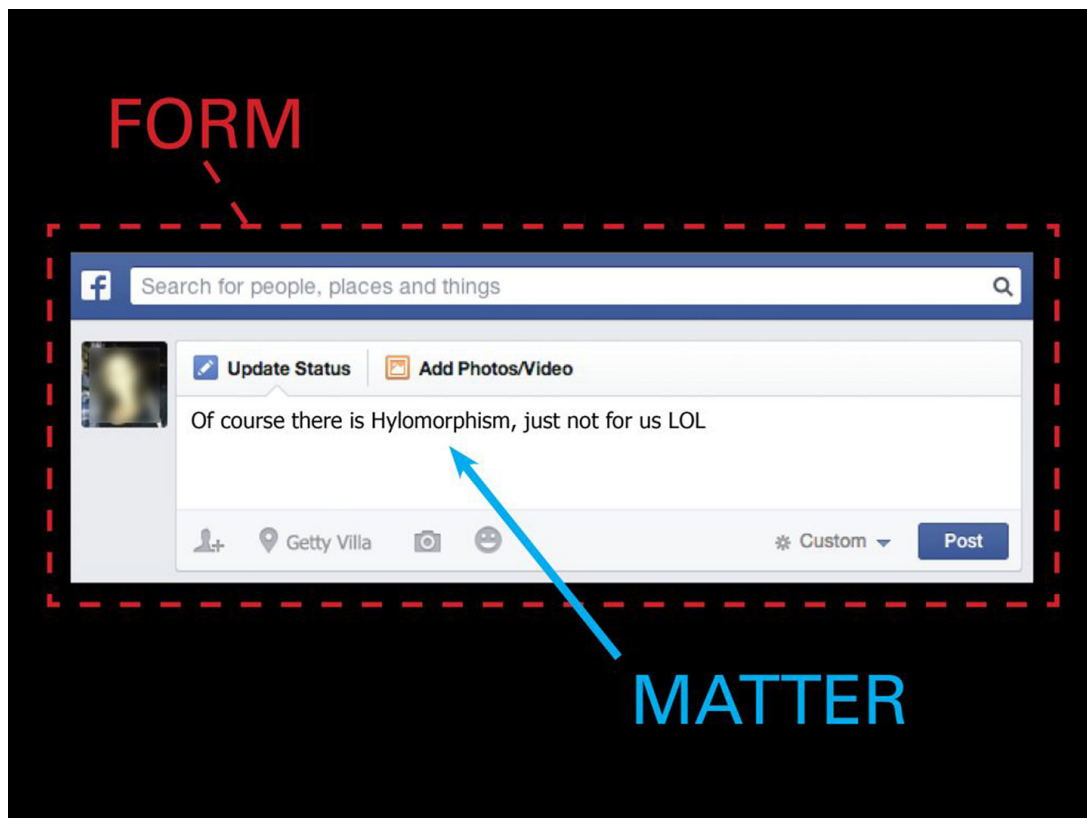 FORM
f
Search for people, places and things
Update Status
Add Photos/Video
Of course there is Hylomorphism, just not for us LOL
Getty Villa
Custom
Post
MATTER